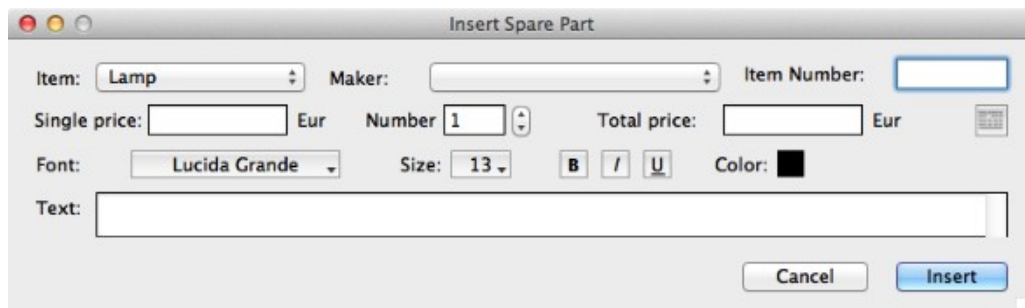 Insert Spare Part
Item: Lamp Maker: Item Number:
Single price: Eur Number 1 Total price: Eur
Font: Lucida Grande Size: 13 B I U Color:
Text:
Cancel Insert